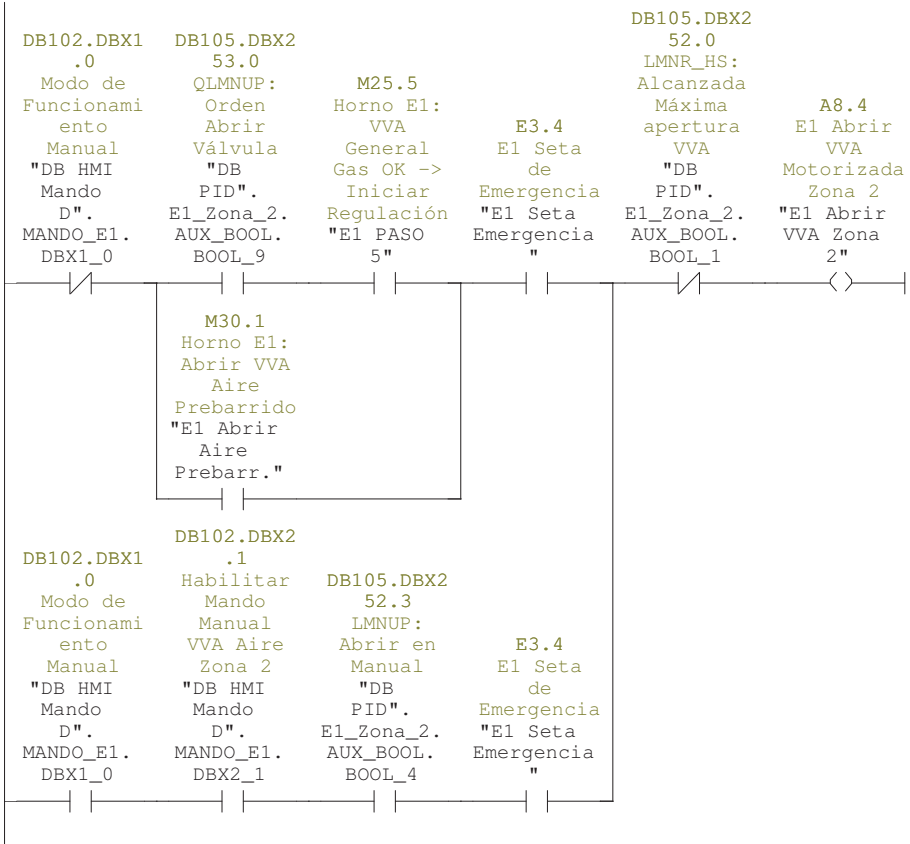 DB102.DBX1
.0
Modo de
Funcionami
ento
Manual
"DB HMI
Mando
D".
MANDO_E1.
DBX1_0
DB105.DBX2
53.0
QLMNUP:
Orden
Abrir
Válvula
"DB
PID".
E1_Zona_2.
AUX_BOOL.
BOOL_9
M25.5
Horno E1:
VVA
General
Gas OK ->
Iniciar
Regulación
"E1 PASO
5"
E3.4
E1 Seta
de
Emergencia
"E1 Seta
Emergencia
"
DB105.DBX2
52.0
LMNR_HS:
Alcanzada
Máxima
apertura
VVA
"DB
PID".
E1_Zona_2.
AUX_BOOL.
BOOL_1
A8.4
E1 Abrir
VVA
Motorizada
Zona 2
"E1 Abrir
VVA Zona
2"
M30.1
Horno E1:
Abrir VVA
Aire
Prebarrido
"E1 Abrir
Aire
Prebarr."
DB102.DBX1
.0
Modo de
Funcionami
ento
Manual
"DB HMI
Mando
D".
MANDO_E1.
DBX1_0
DB102.DBX2
.1
Habilitar
Mando
Manual
VVA Aire
Zona 2
"DB HMI
Mando
D".
MANDO_E1.
DBX2_1
DB105.DBX2
52.3
LMNUP:
Abrir en
Manual
"DB
PID".
E1_Zona_2.
AUX_BOOL.
BOOL_4
E3.4
E1 Seta
de
Emergencia
"E1 Seta
Emergencia
"